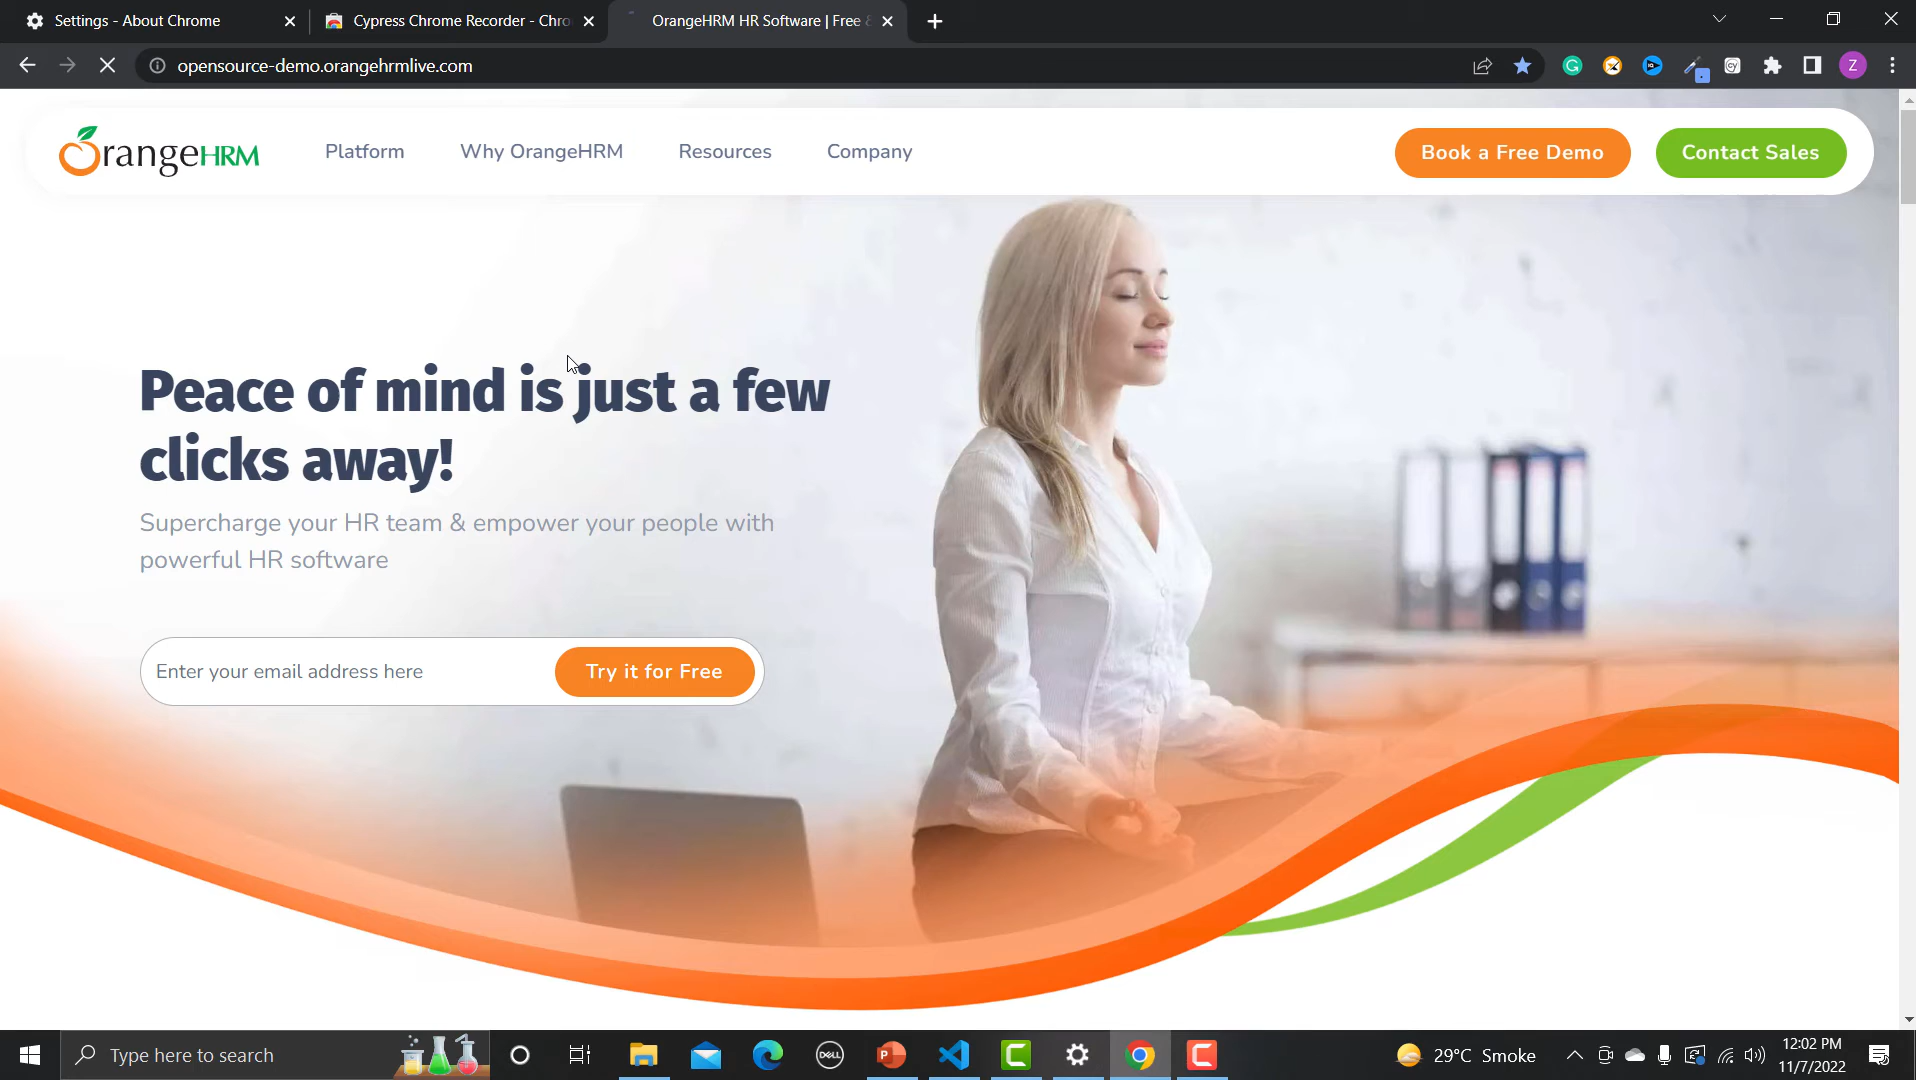 Settings - About Chrome
Cypress Chrome Recorder - Chro
OrangeHRM HR Software | Free &
opensource-demo.orangehrmlive.com
Z
OrangeHRM
Platform
Why OrangeHRM
Resources
Company
Book a Free Demo
Contact Sales
Peace of mind is just a few
clicks away!
Supercharge your HR team & empower your people with
powerful HR software
Enter your email address here
Try it for Free
Type here to search
DELL
29°C Smoke
12:02 PM
11/7/2022